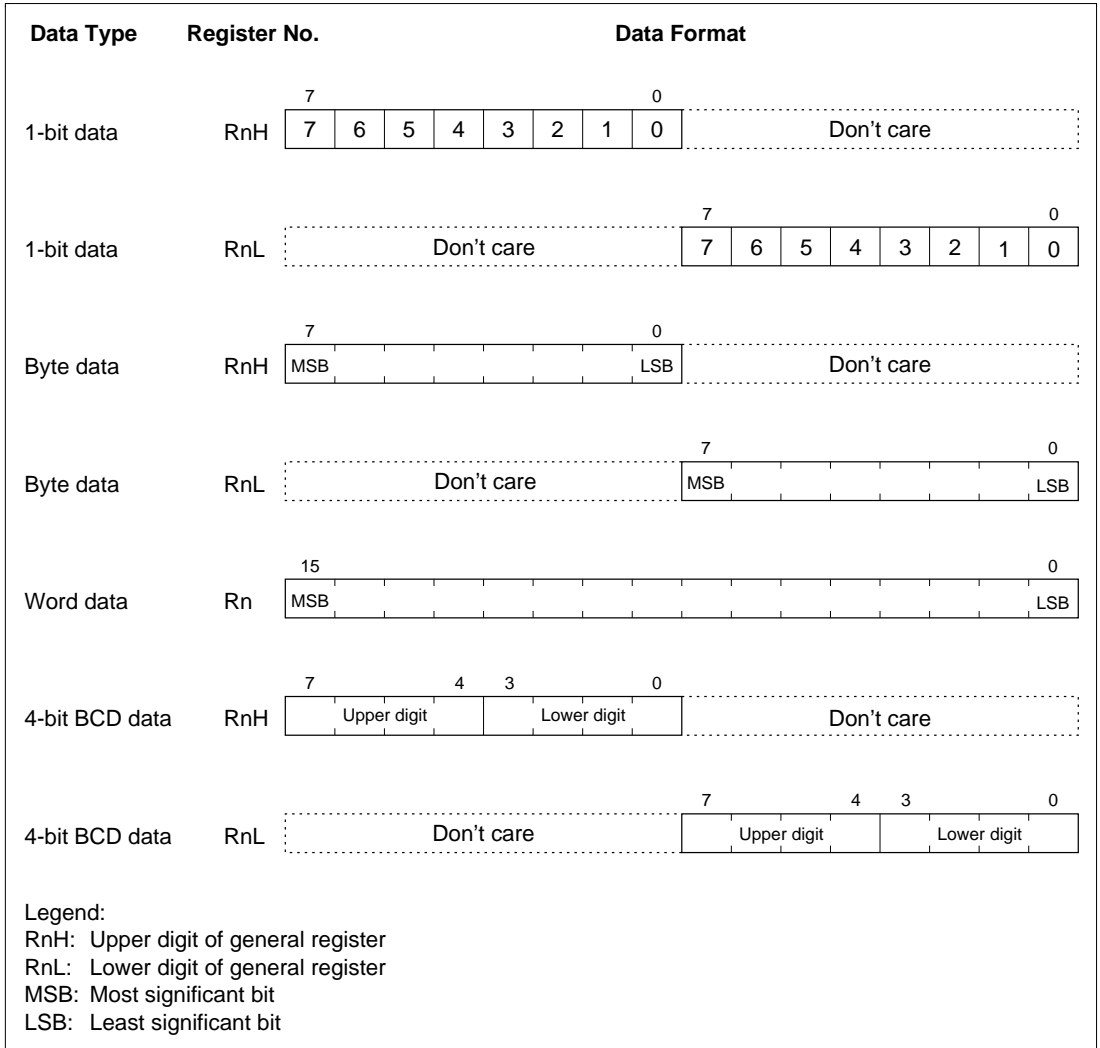 Data Type Register No. Data Format
7 0
1-bit data RnH 7 6 5 4 3 2 1 0 Don't care
7 0
1-bit data RnL Don't care 7 6 5 4 3 2 1 0
7 0
Byte data RnH MSB LSB Don't care
7 0
Byte data RnL Don't care MSB LSB
15 0
Word data Rn MSB LSB
7 4 3 0
4-bit BCD data RnH Upper digit Lower digit Don't care
7 4 3 0
4-bit BCD data RnL Don't care Upper digit Lower digit
Legend:
RnH: Upper digit of general register
RnL: Lower digit of general register
MSB: Most significant bit
LSB: Least significant bit